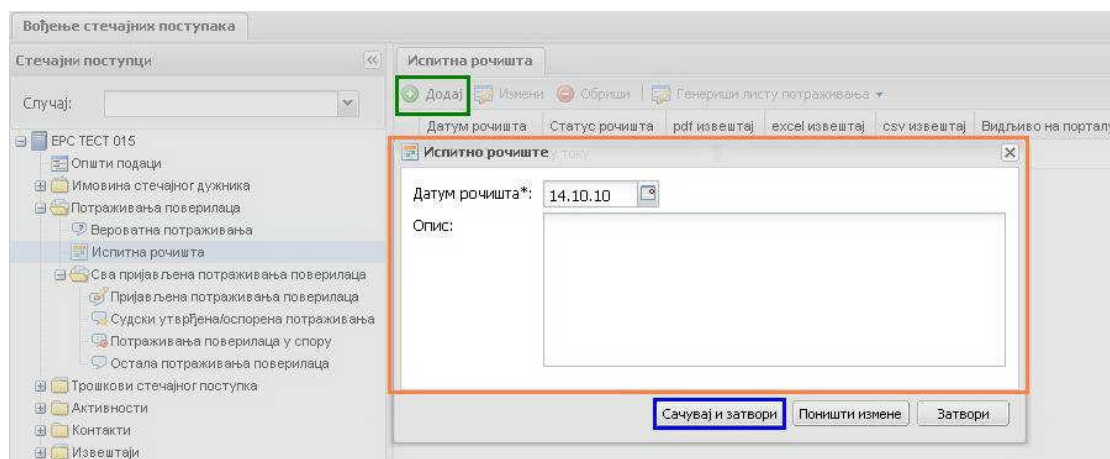 Вођење стечајних поступака
Стечајни поступци
Случај:
ЕРС ТЕСТ 015
Општи подаци
Имовина стечајног дужника
Потраживања поверилаца
Вероватна потраживања
Испитна рочишта
Сва пријављена потраживања поверилаца
Пријављена потраживања поверилаца
Судски утврђена/оспорена потраживања
Потраживања поверилаца у спору
Остала потраживања поверилаца
Трошкови стечајног поступка
Активности
Контакти
Извештаји
Испитна рочишта
Додај Измени Обриши Генериши листу потраживања
Датум рочишта Статус рочишта pdf извештај excel извештај csv извештај Видљиво на порталу
Испитно рочиште у току
Датум рочишта*: 14.10.10
Опис:
Сачувај и затвори Поништи измене Затвори